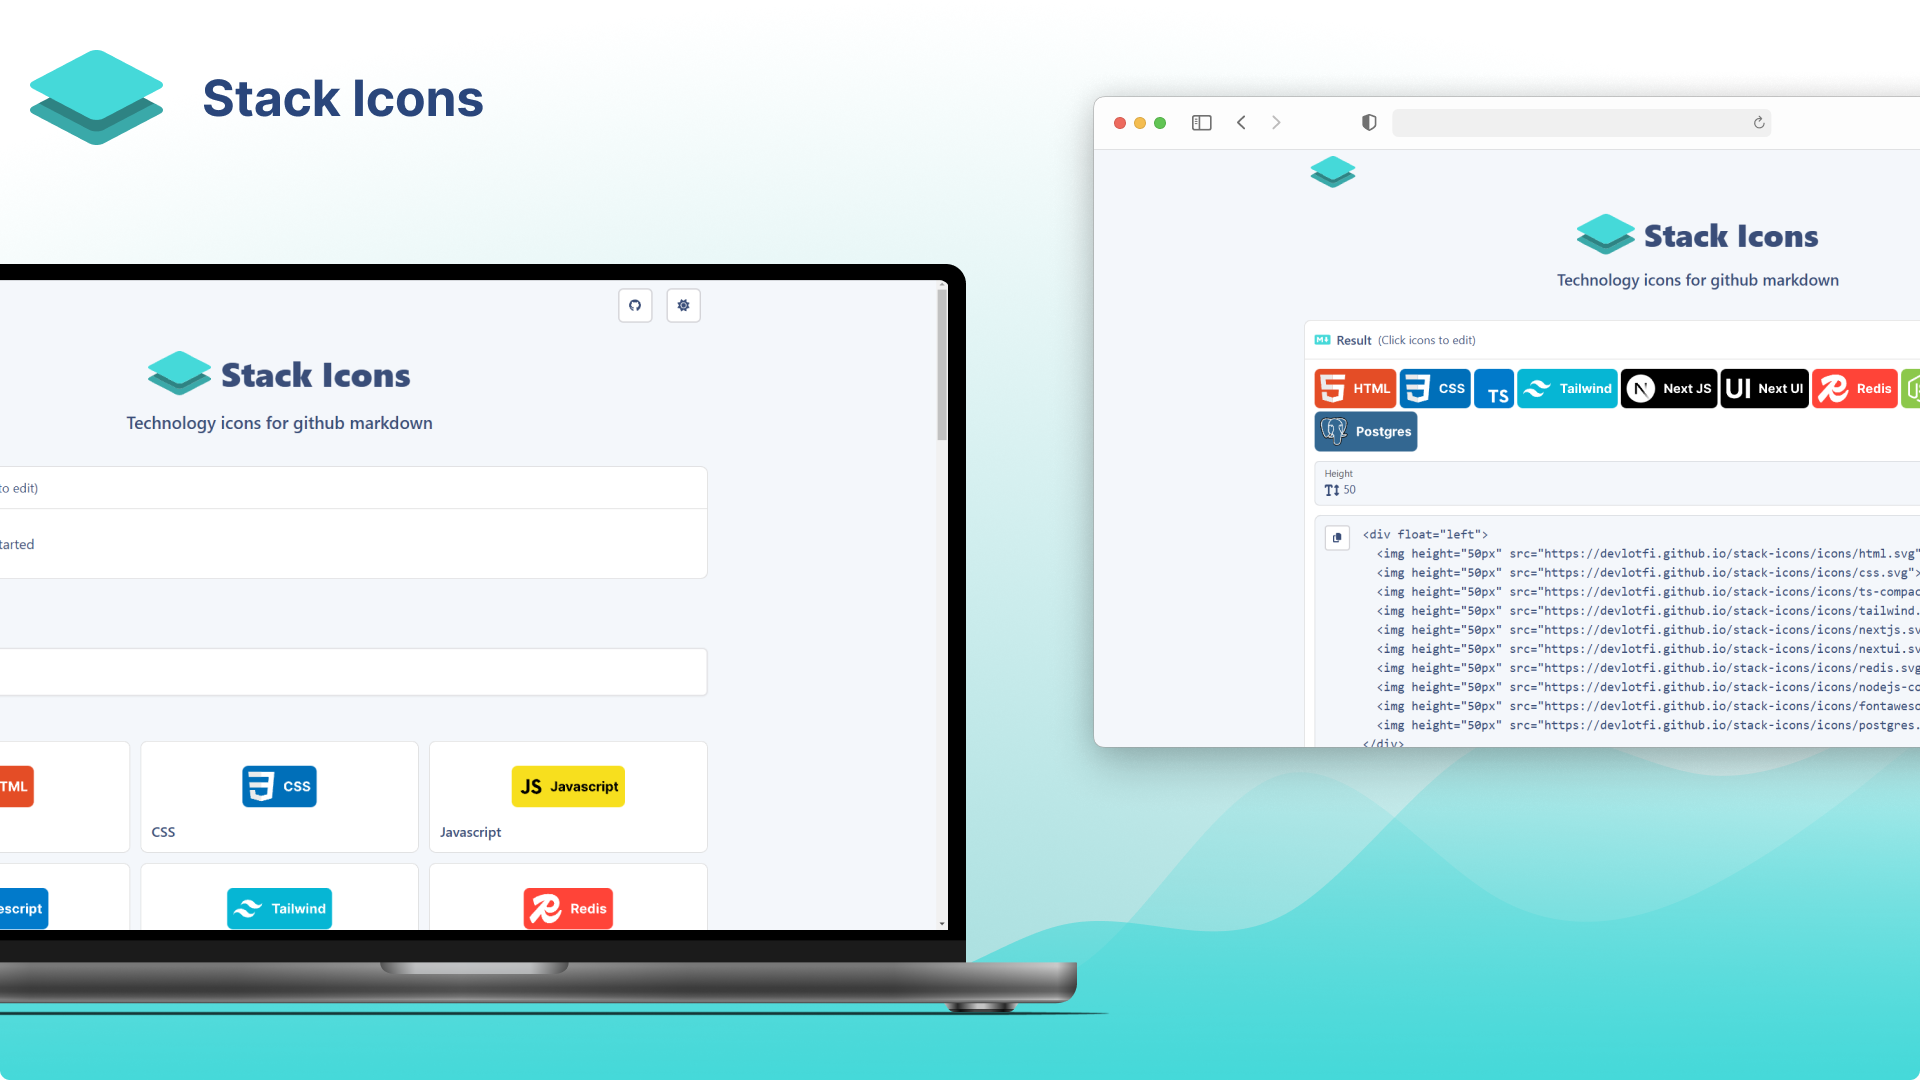 Stack Icons
Stack Icons
Technology icons for github markdown
to edit)
tarted
TML
CSS
CSS
JS Javascript
Javascript
escript
Tailwind
Redis
Stack Icons
Technology icons for github markdown
M Result (Click icons to edit)
HTML
CSS
TS
Tailwind
N Next JS
UI Next UI
Redis
Postgres
Height
50
<div float="left">
<img height="50px" src="https://devlotfi.github.io/stack-icons/icons/html.svg"
<img height="50px" src="https://devlotfi.github.io/stack-icons/icons/css.svg">
<img height="50px" src="https://devlotfi.github.io/stack-icons/icons/ts-compac
<img height="50px" src="https://devlotfi.github.io/stack-icons/icons/tailwind.
<img height="50px" src="https://devlotfi.github.io/stack-icons/icons/nextjs.sv
<img height="50px" src="https://devlotfi.github.io/stack-icons/icons/nextui.sv
<img height="50px" src="https://devlotfi.github.io/stack-icons/icons/redis.svg
<img height="50px" src="https://devlotfi.github.io/stack-icons/icons/nodejs-co
<img height="50px" src="https://devlotfi.github.io/stack-icons/icons/fontaweso
<img height="50px" src="https://devlotfi.github.io/stack-icons/icons/postgres.
</div>